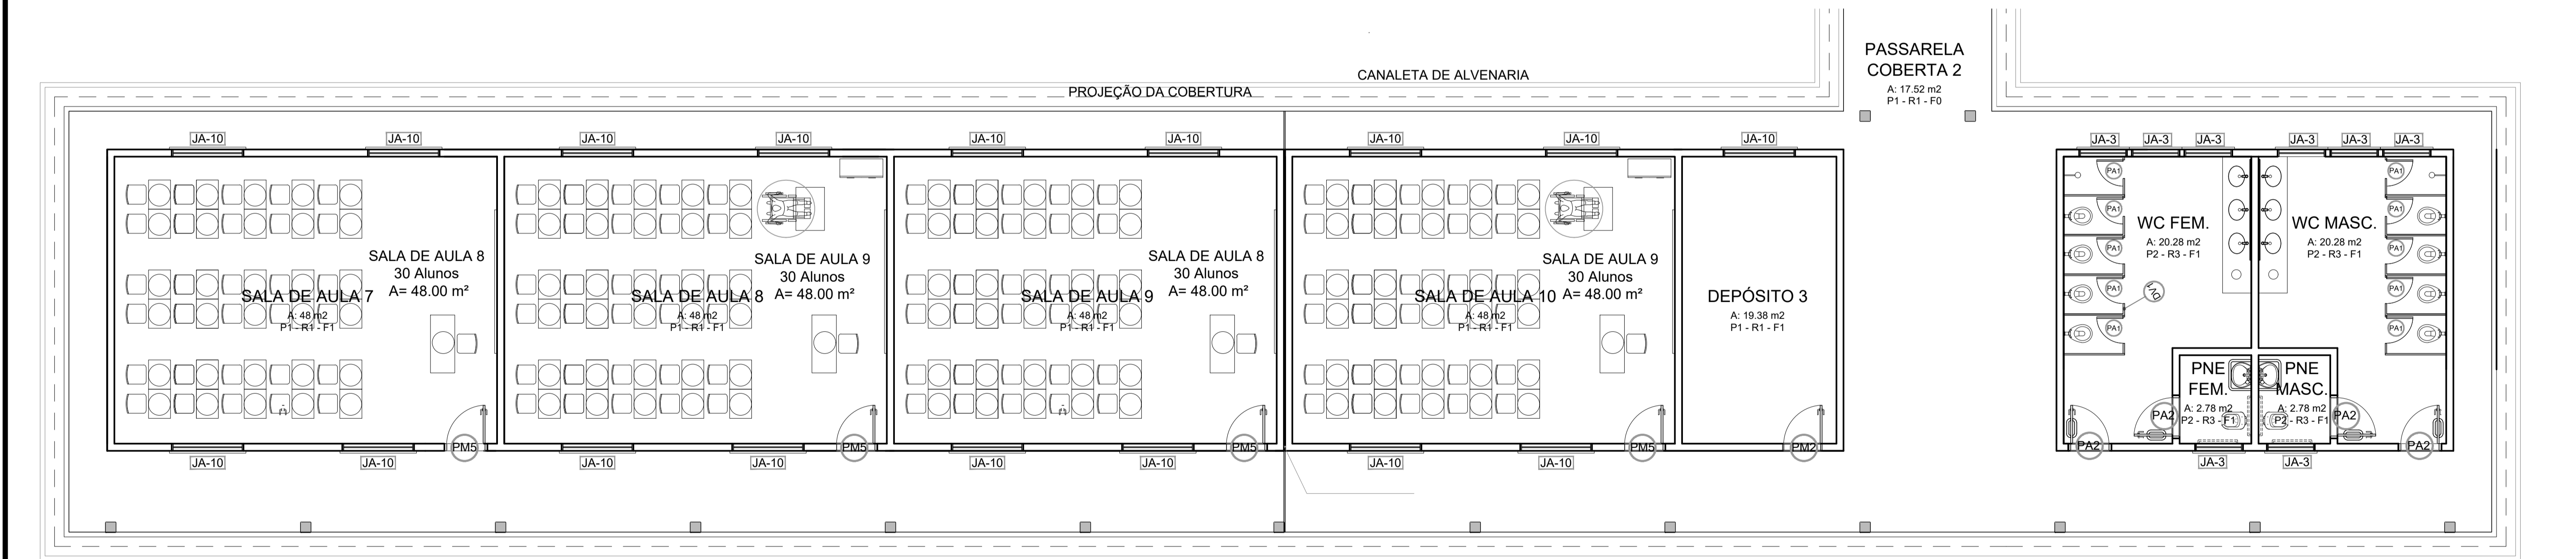 PASSARELA
COBERTA 2
A: 17.52 m2
P1 - R1 - F0
CANALETA DE ALVENARIA
PROJEÇÃO DA COBERTURA
JA-10
JA-10
JA-10
JA-10
JA-10
JA-10
JA-10
JA-10
JA-10
JA-3
JA-3
JA-3
JA-3
JA-3
JA-3
SALA DE AULA 8
30 Alunos
A= 48.00 m²
SALA DE AULA 7
A: 48 m2
P1 - R1 - F1
SALA DE AULA 9
30 Alunos
A= 48.00 m²
SALA DE AULA 8
A: 48 m2
P1 - R1 - F1
SALA DE AULA 8
30 Alunos
A= 48.00 m²
SALA DE AULA 9
A: 48 m2
P1 - R1 - F1
SALA DE AULA 9
30 Alunos
A= 48.00 m²
SALA DE AULA 10
A: 48 m2
P1 - R1 - F1
DEPÓSITO 3
A: 19.38 m2
P1 - R1 - F1
PA1
PA1
PA1
PA1
PA1
WC FEM.
A: 20.28 m2
P2 - R3 - F1
WC MASC.
A: 20.28 m2
P2 - R3 - F1
PA1
PA1
PA1
PA1
PA1
PNE
FEM.
A: 2.78 m2
P2 - R3 - F1
PNE
MASC.
A: 2.78 m2
P2 - R3 - F1
PA2
PA2
PM5
PM5
PM5
PM5
PM2
PA2
PA2
JA-10
JA-10
JA-10
JA-10
JA-10
JA-10
JA-10
JA-10
JA-3
JA-3